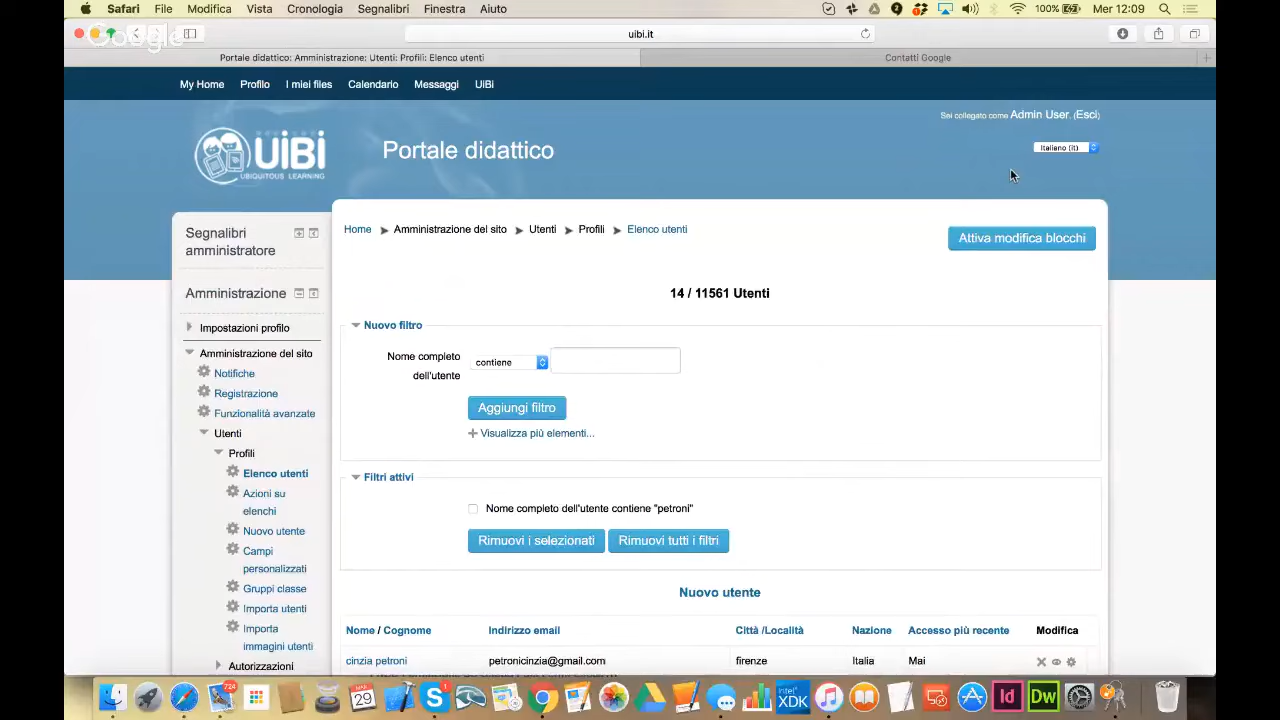 Safari File Modifica Vista Cronologia Segnalibri Finestra Aiuto 100% Mer 12:09
Google
uibi.it
Portale didattico: Amministrazione: Utenti: Profili: Elenco utenti Contatti Google
My Home Profilo I miei files Calendario Messaggi UiBi
Sei collegato come Admin User. (Esci)
UiBi
UBIQUITOUS LEARNING
Portale didattico
Italiano (it)
Segnalibri
amministratore
Home Amministrazione del sito Utenti Profili Elenco utenti
Attiva modifica blocchi
Amministrazione
14 / 11561 Utenti
Impostazioni profilo
Amministrazione del sito
Notifiche
Registrazione
Funzionalità avanzate
Utenti
Profili
Elenco utenti
Azioni su
elenchi
Nuovo utente
Campi
personalizzati
Gruppi classe
Importa utenti
Importa
immagini utenti
Autorizzazioni
Nuovo filtro
Nome completo
dell'utente
contiene
Aggiungi filtro
Visualizza più elementi...
Filtri attivi
Nome completo dell'utente contiene "petroni"
Rimuovi i selezionati Rimuovi tutti i filtri
Nuovo utente
Nome / Cognome Indirizzo email Città /Località Nazione Accesso più recente Modifica
cinzia petroni petronicinzia@gmail.com firenze Italia Mai
724
29
1
Intel
XDK
Id
Dw